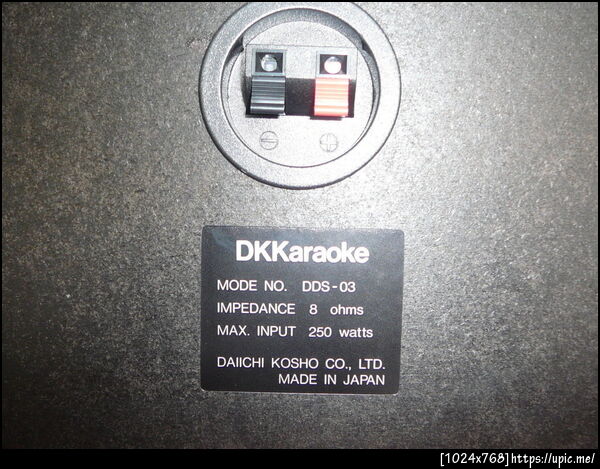 DKKaraoke
MODE NO. DDS-03
IMPEDANCE 8 ohms
MAX. INPUT 250 watts
DAIICHI KOSHO CO., LTD.
MADE IN JAPAN
[1024x768]https://upic.me/